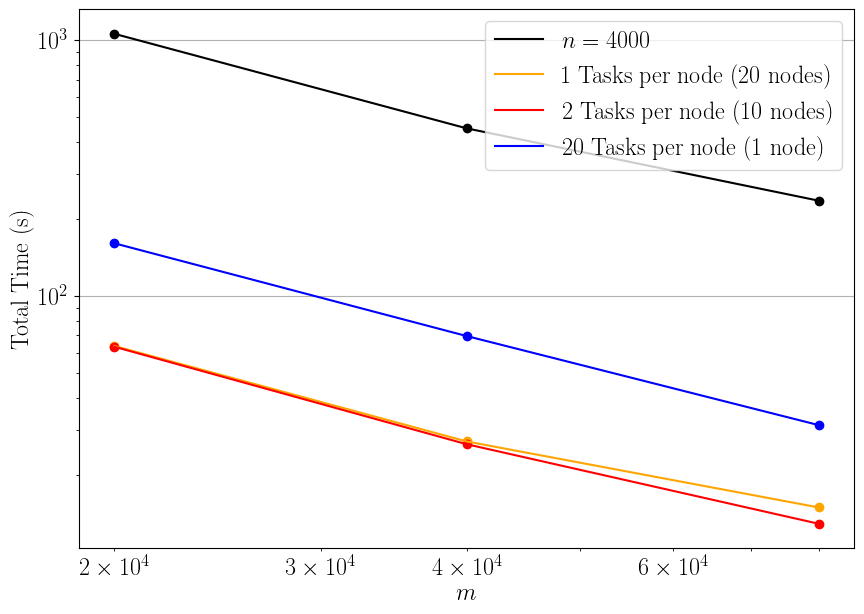 10³
n = 4000
1 Tasks per node (20 nodes)
2 Tasks per node (10 nodes)
20 Tasks per node (1 node)
Total Time (s)
10²
2 × 10⁴
3 × 10⁴
4 × 10⁴
6 × 10⁴
m